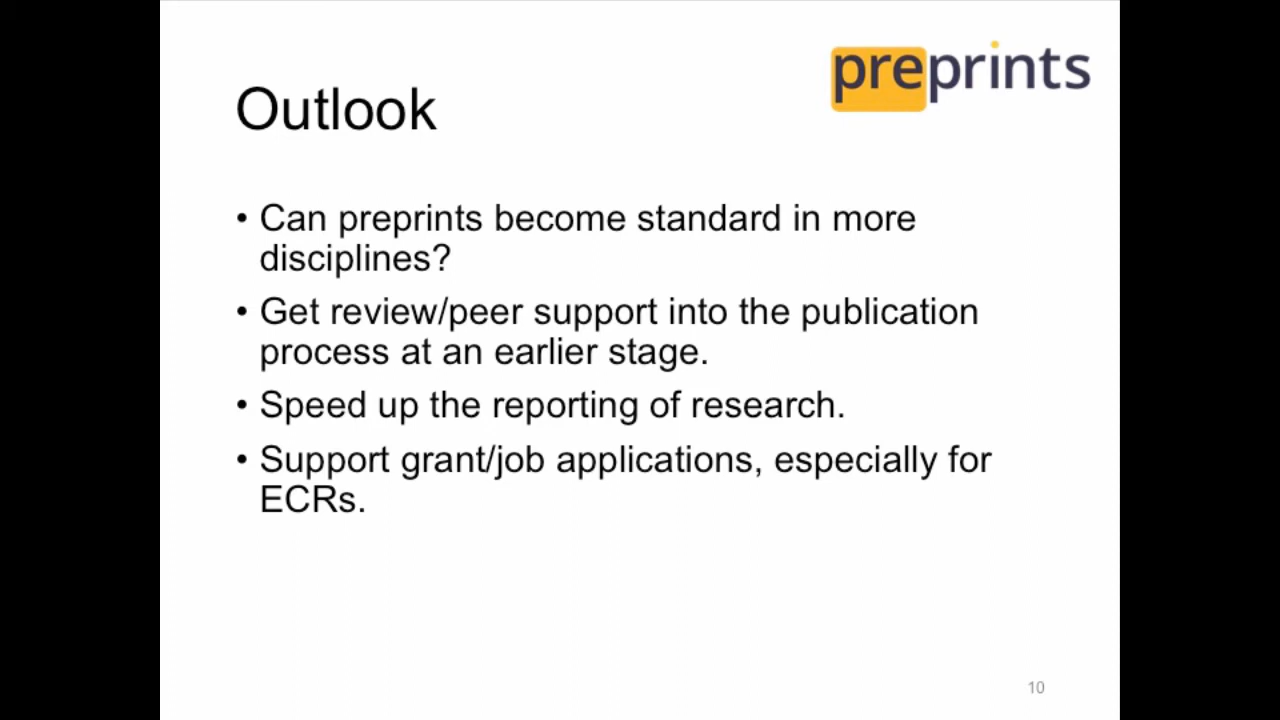 preprints
Outlook
• Can preprints become standard in more
disciplines?
• Get review/peer support into the publication
process at an earlier stage.
• Speed up the reporting of research.
• Support grant/job applications, especially for
ECRs.
10